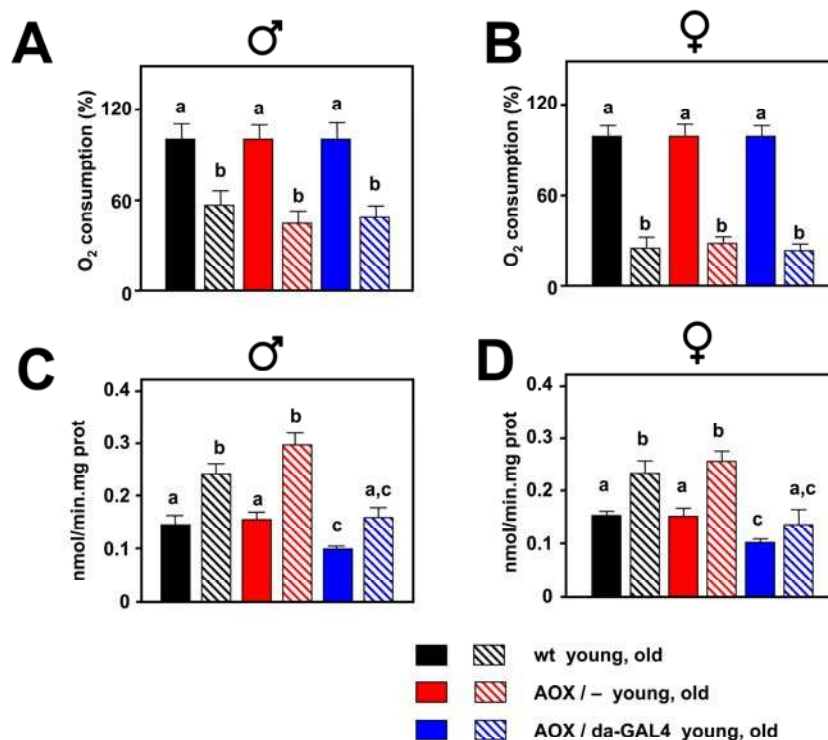 A
♂
O2 consumption (%)
120
60
0
a
b
a
b
a
b
B
♀
O2 consumption (%)
120
60
0
a
b
a
b
a
b
C
♂
nmol/min.mg prot
0.4
0.3
0.2
0.1
0
a
b
a
b
c
a,c
D
♀
nmol/min.mg prot
0.4
0.3
0.2
0.1
0
a
b
a
b
c
a,c
wt young, old
AOX / – young, old
AOX / da-GAL4 young, old